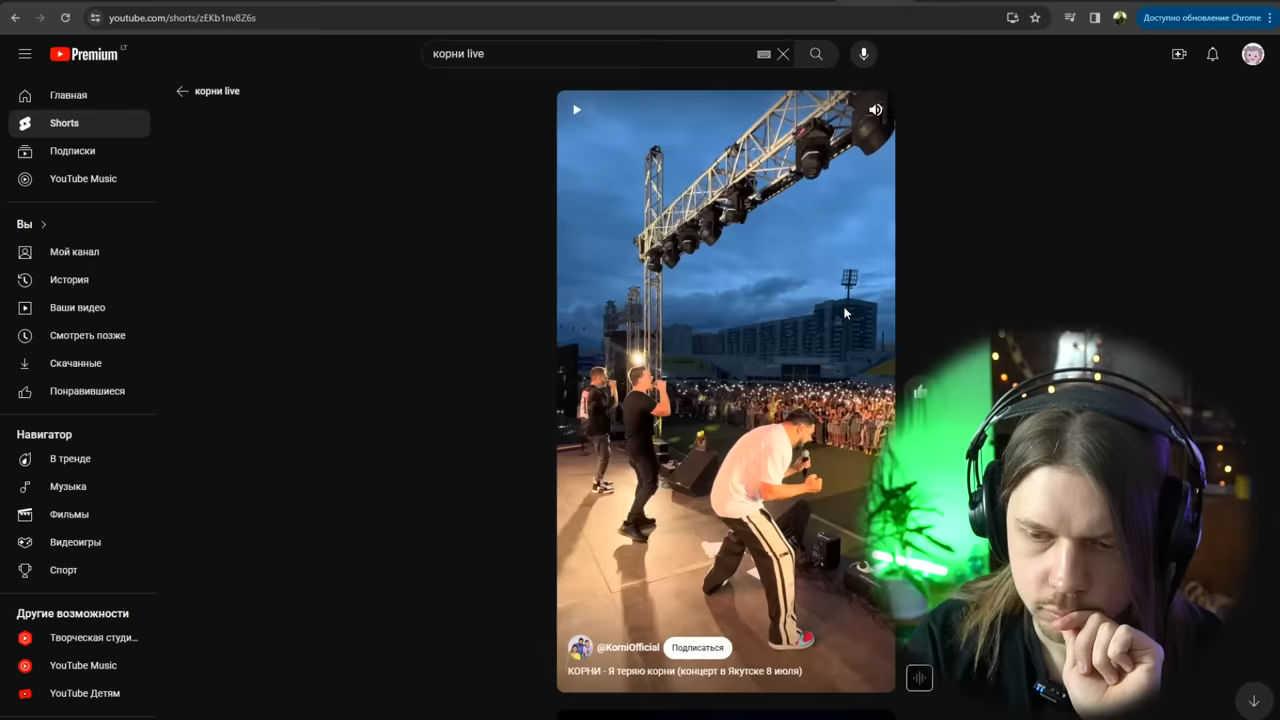 youtube.com/shorts/zEKb1nv8Z6s
Доступно обновление Chrome
Premium LT
корни live
Главная
корни live
Shorts
Подписки
YouTube Music
Вы
Мой канал
История
Ваши видео
Смотреть позже
Скачанные
Понравившиеся
Навигатор
В тренде
Музыка
Фильмы
Видеоигры
Спорт
Другие возможности
Творческая студи...
YouTube Music
YouTube Детям
@KorniOfficial Подписаться
КОРНИ - Я теряю корни (концерт в Якутске 8 июля)